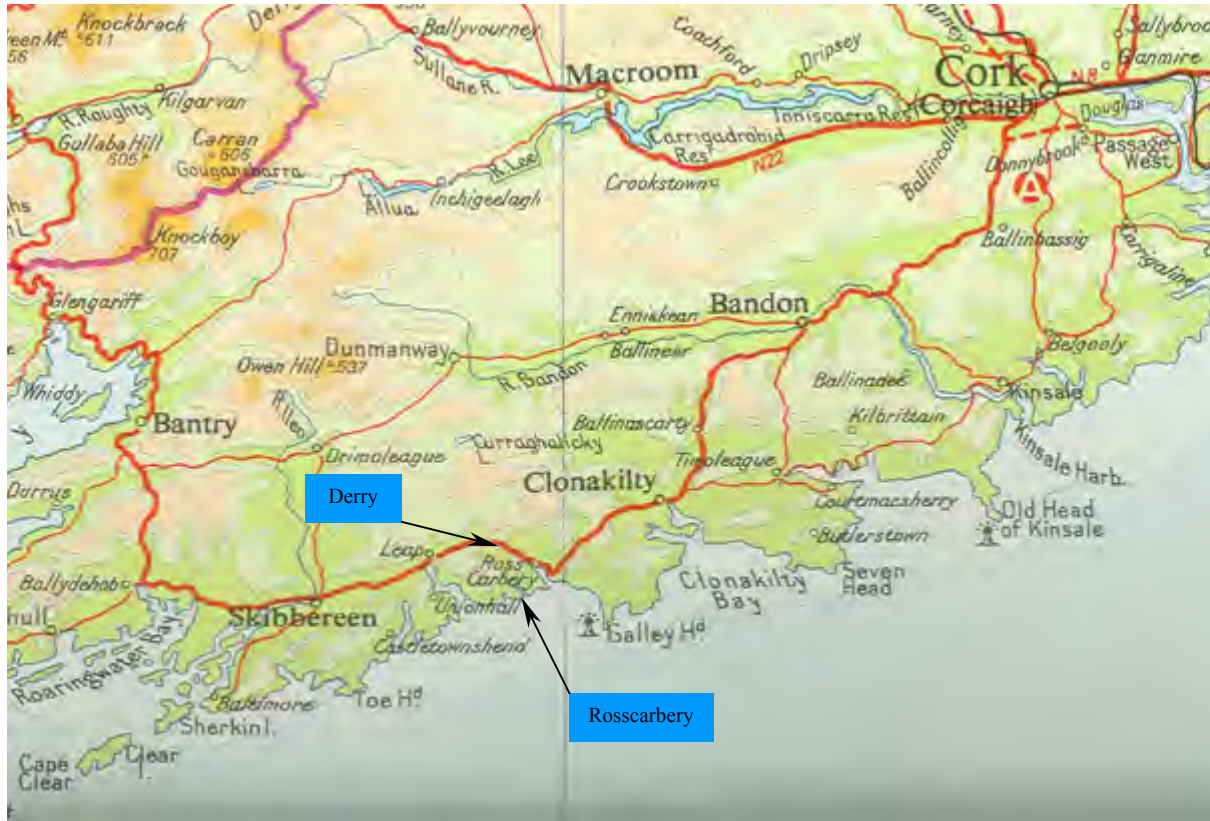 Knockbrack
611
56
Ballyvourney
Sullane R.
Macroom
Coachford
Dripsey
Sallybroo
Glanmire
Cork
Corcaigh
N8
Douglas
R. Roughty
Kilgarvan
Gullaba Hill
605
Carran
606
Carrigadrohid
Res.
Inniscarra Res.
Ballincollig
Donnybrook
Passage
West
N22
Crookstown
R. Lee
Inchigeelagh
L.
Allua
Knockboy
707
Ballinhassig
Carrigaline
Glengariff
Enniskean
Bandon
Dunmanway
Ballineen
R. Bandon
Owen Hill 537
Belgooly
Whiddy
Ballinadee
Kinsale
Bantry
R. Ilen
Ballinascarty
Kilbrittain
Drimoleague
Curraghalicky
L.
Timoleague
Kinsale Harb.
Durrus
Derry
Clonakilty
Courtmacsherry
Old Head
of Kinsale
Butlerstown
Leap
Ross
Carbery
Clonakilty
Bay
Seven
Head
Ballydehob
Skibbereen
Unionhall
Galley Hd.
hull
Castletownshend
Roaringwater Bay
Baltimore
Toe Hd.
Rosscarbery
Sherkin I.
Clear
Cape
Clear